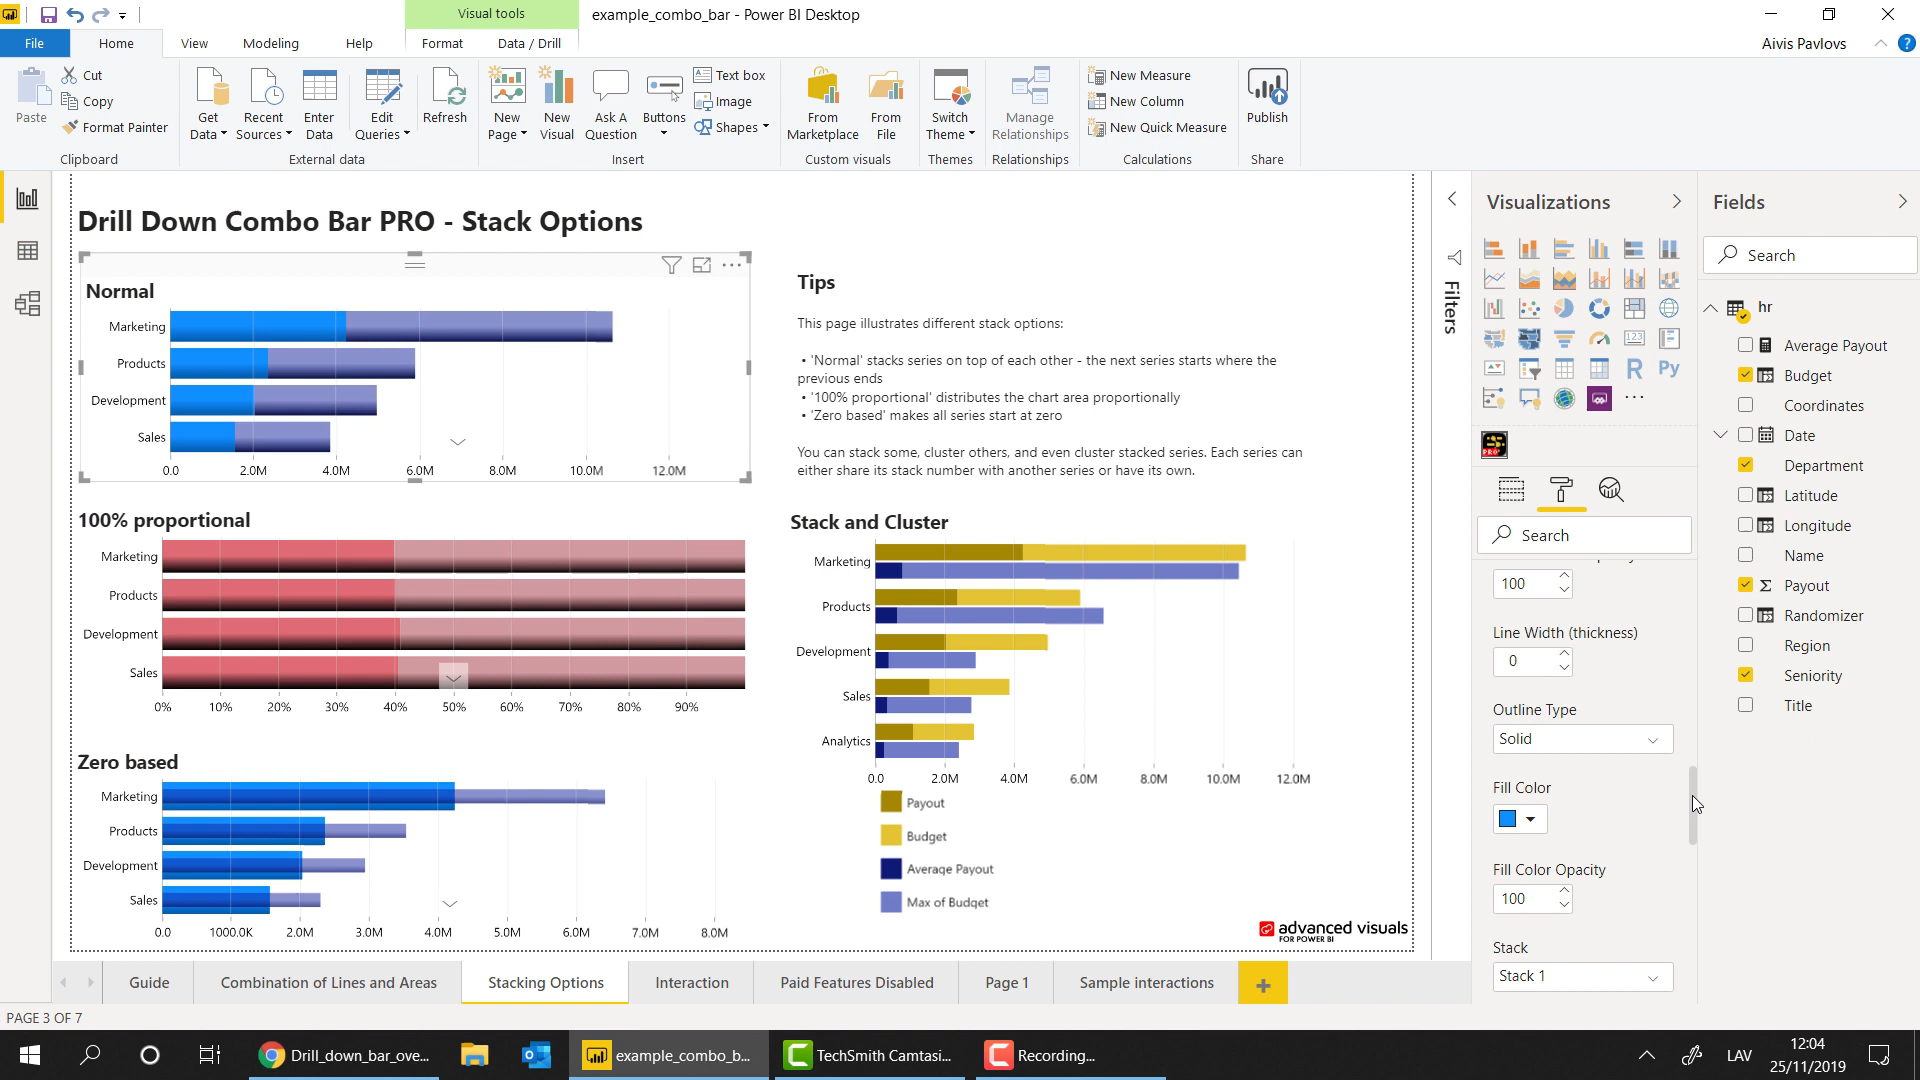 Visual tools
example_combo_bar - Power BI Desktop
File
Home
View
Modeling
Help
Format
Data / Drill
Aivis Pavlovs
?
Paste
Cut
Copy
Format Painter
Clipboard
Get Data
Recent Sources
Enter Data
Edit Queries
Refresh
External data
New Page
New Visual
Ask A Question
Buttons
Text box
Image
Shapes
Insert
From Marketplace
From File
Custom visuals
Switch Theme
Themes
Manage Relationships
Relationships
New Measure
New Column
New Quick Measure
Calculations
Publish
Share
Drill Down Combo Bar PRO - Stack Options
Normal
Marketing
Products
Development
Sales
0.0 2.0M 4.0M 6.0M 8.0M 10.0M 12.0M
100% proportional
Marketing
Products
Development
Sales
0% 10% 20% 30% 40% 50% 60% 70% 80% 90%
Zero based
Marketing
Products
Development
Sales
0.0 1000.0K 2.0M 3.0M 4.0M 5.0M 6.0M 7.0M 8.0M
Tips
This page illustrates different stack options:
• 'Normal' stacks series on top of each other - the next series starts where the
previous ends
• '100% proportional' distributes the chart area proportionally
• 'Zero based' makes all series start at zero
You can stack some, cluster others, and even cluster stacked series. Each series can
either share its stack number with another series or have its own.
Stack and Cluster
Marketing
Products
Development
Sales
Analytics
0.0 2.0M 4.0M 6.0M 8.0M 10.0M 12.0M
Payout
Budget
Average Payout
Max of Budget
advanced visuals
FOR POWER BI
Filters
Visualizations
R
Py
123
PRO
Search
100
Line Width (thickness)
0
Outline Type
Solid
Fill Color
Fill Color Opacity
100
Stack
Stack 1
Fields
Search
hr
Average Payout
Budget
Coordinates
Date
Department
Latitude
Longitude
Name
Σ Payout
Randomizer
Region
Seniority
Title
Guide
Combination of Lines and Areas
Stacking Options
Interaction
Paid Features Disabled
Page 1
Sample interactions
+
PAGE 3 OF 7
Drill_down_bar_ove...
example_combo_b...
TechSmith Camtasi...
Recording...
LAV
12:04
25/11/2019